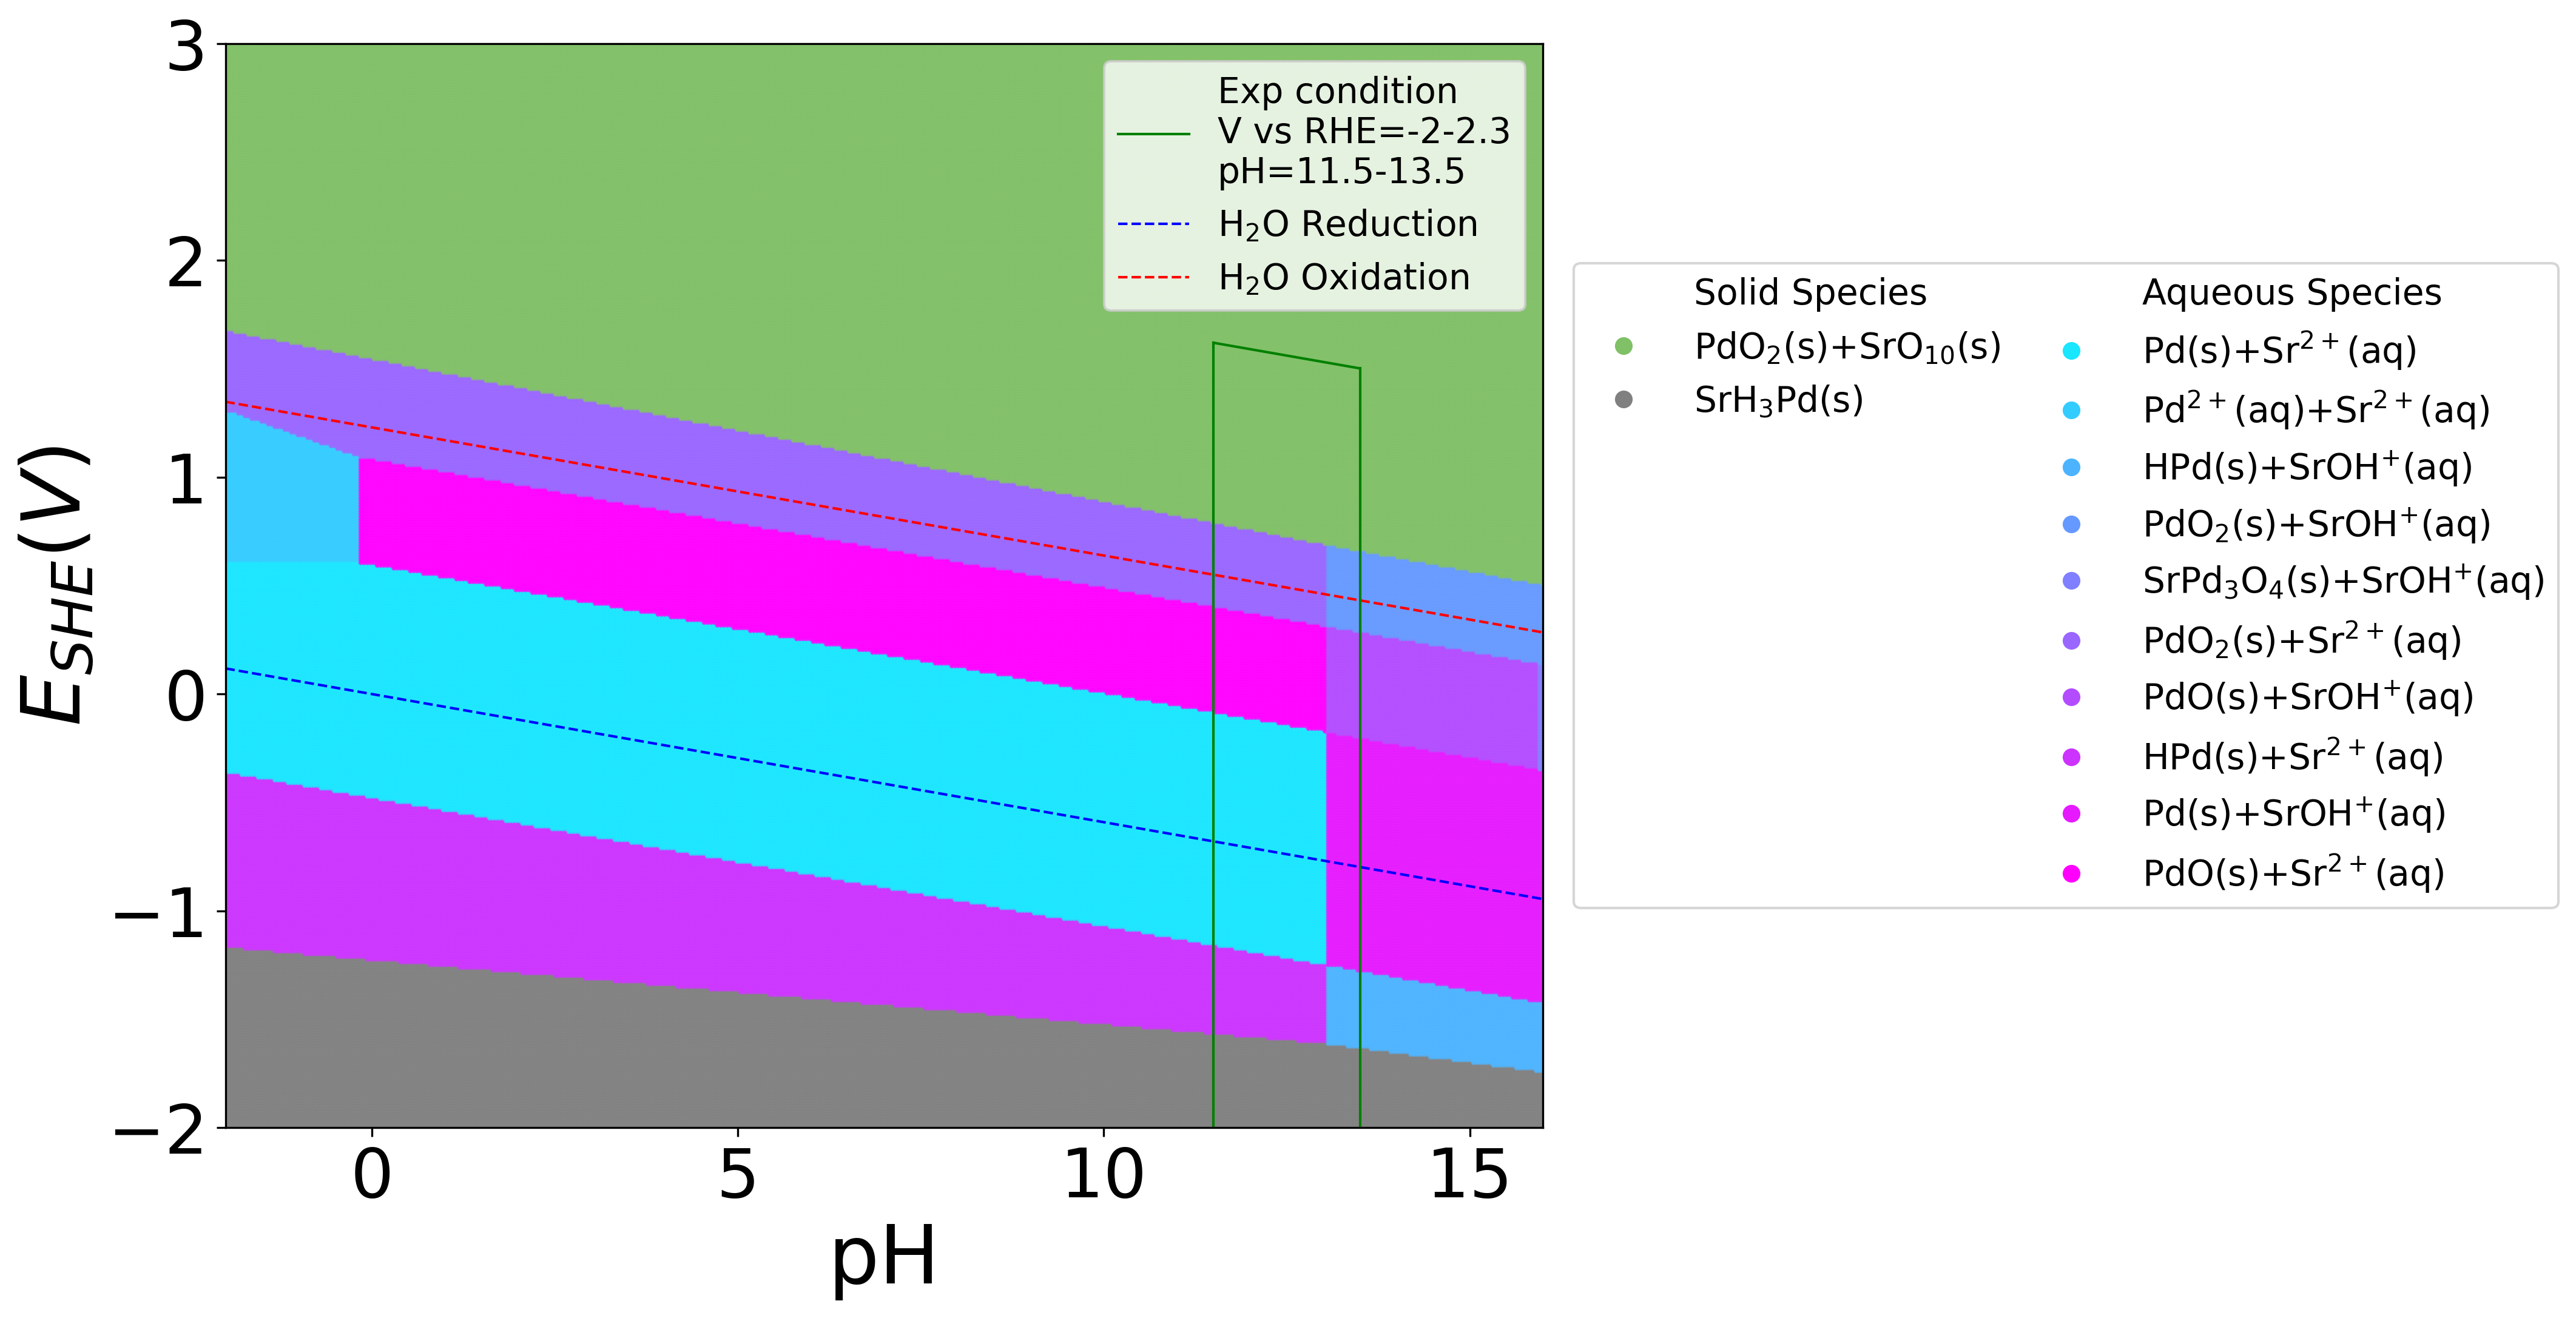 3
2
1
0
−1
−2
E_SHE(V)
0
5
10
15
pH
Exp condition
V vs RHE=-2-2.3
pH=11.5-13.5
H₂O Reduction
H₂O Oxidation
Solid Species
PdO₂(s)+SrO₁₀(s)
SrH₃Pd(s)
Aqueous Species
Pd(s)+Sr²⁺(aq)
Pd²⁺(aq)+Sr²⁺(aq)
HPd(s)+SrOH⁺(aq)
PdO₂(s)+SrOH⁺(aq)
SrPd₃O₄(s)+SrOH⁺(aq)
PdO₂(s)+Sr²⁺(aq)
PdO(s)+SrOH⁺(aq)
HPd(s)+Sr²⁺(aq)
Pd(s)+SrOH⁺(aq)
PdO(s)+Sr²⁺(aq)